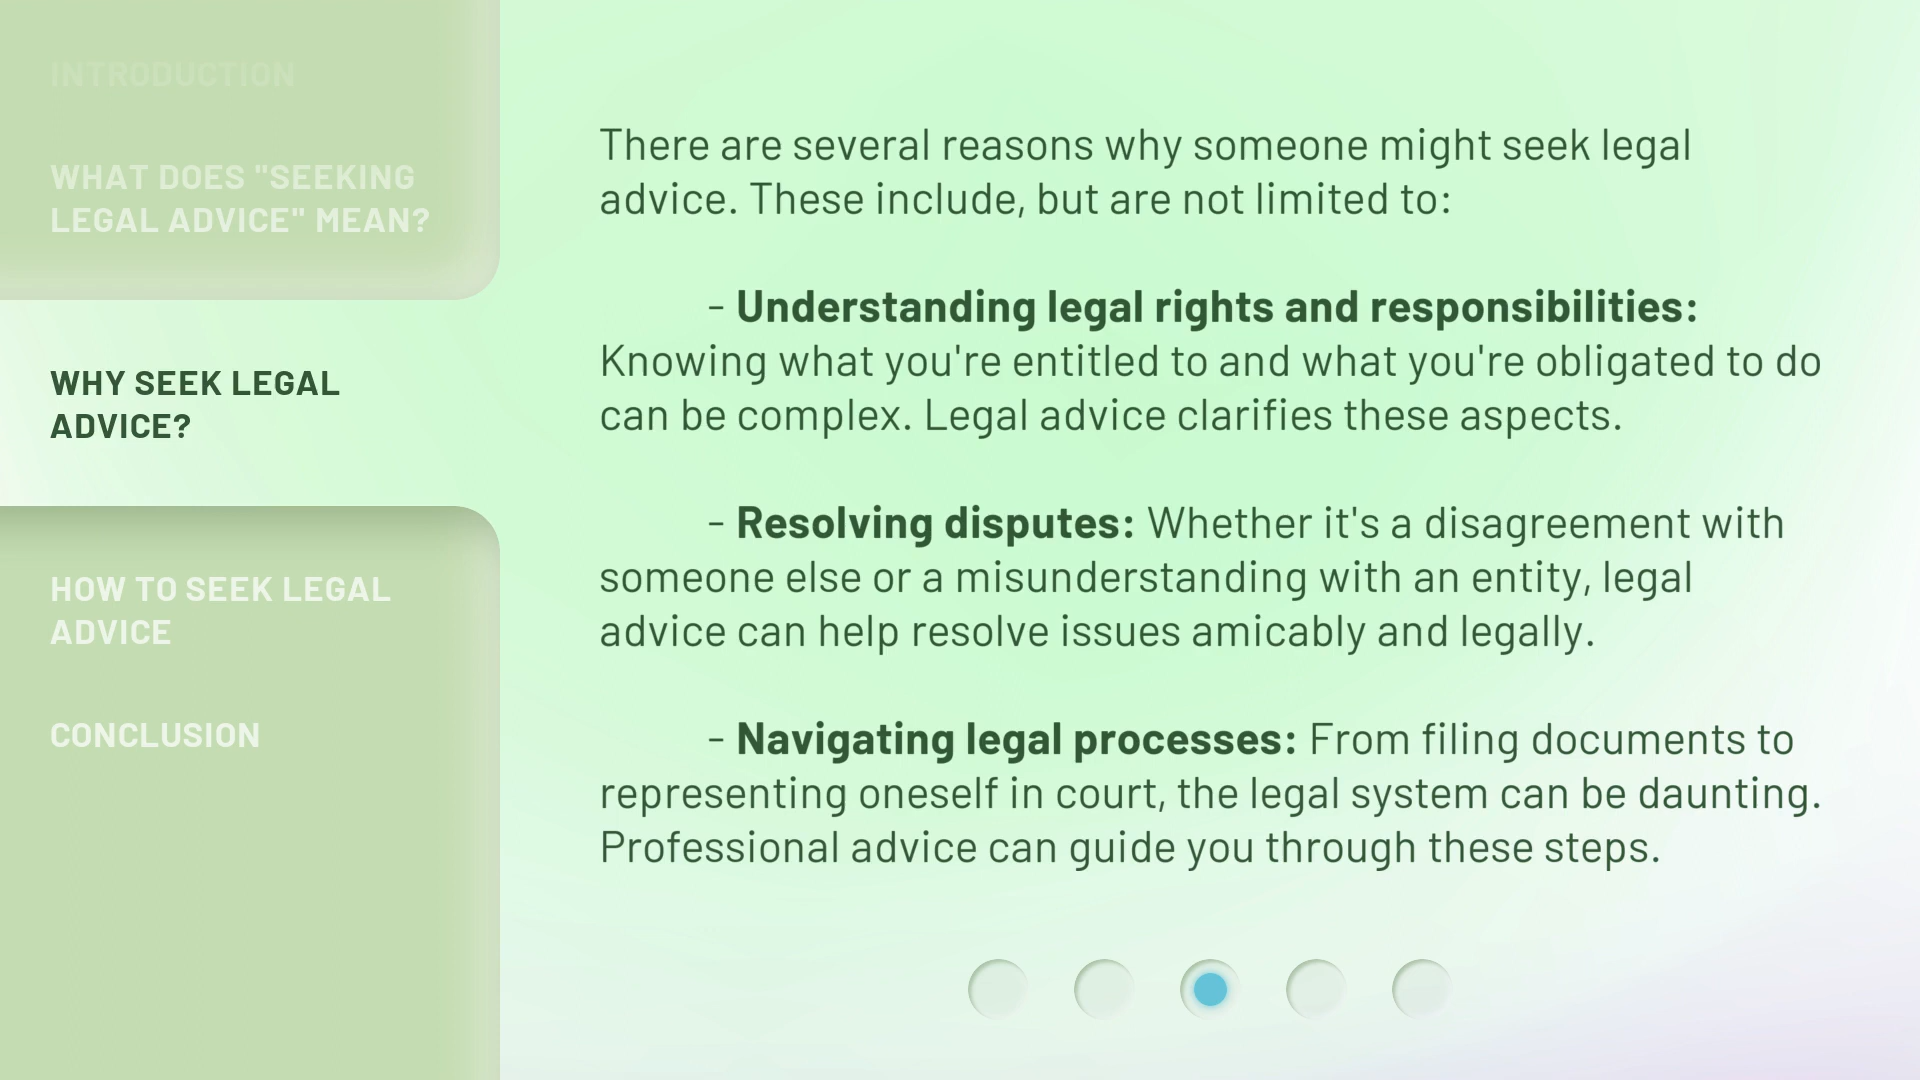 INTRODUCTION
WHAT DOES "SEEKING
LEGAL ADVICE" MEAN?
WHY SEEK LEGAL
ADVICE?
HOW TO SEEK LEGAL
ADVICE
CONCLUSION
There are several reasons why someone might seek legal
advice. These include, but are not limited to:
- Understanding legal rights and responsibilities:
Knowing what you're entitled to and what you're obligated to do
can be complex. Legal advice clarifies these aspects.
- Resolving disputes: Whether it's a disagreement with
someone else or a misunderstanding with an entity, legal
advice can help resolve issues amicably and legally.
- Navigating legal processes: From filing documents to
representing oneself in court, the legal system can be daunting.
Professional advice can guide you through these steps.